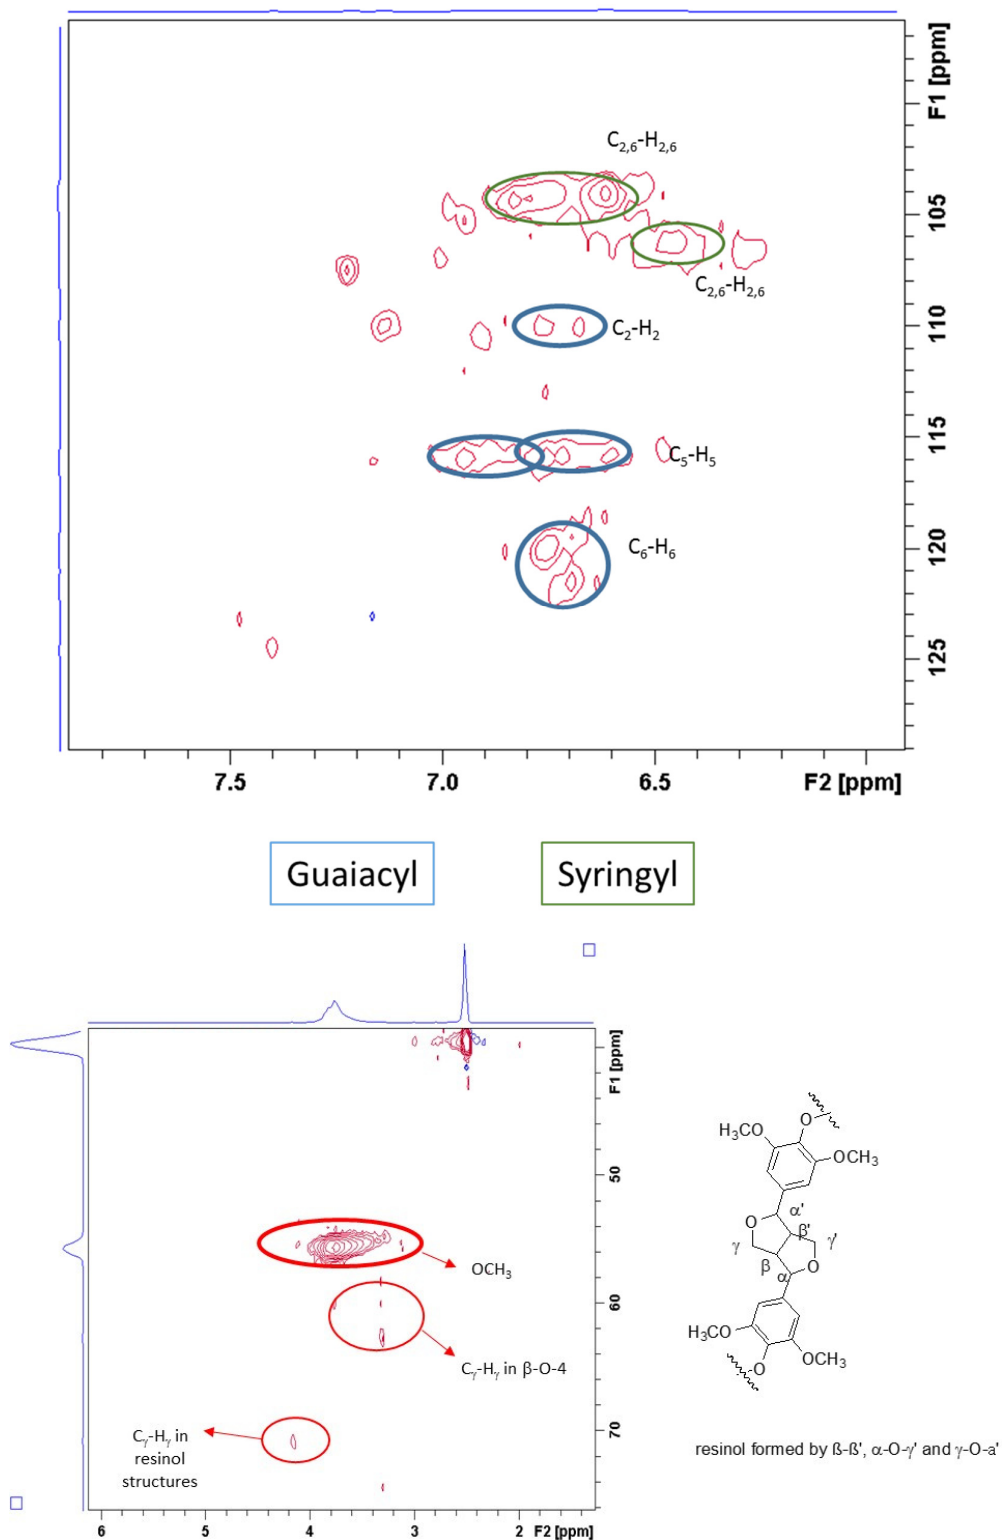 F1 [ppm]
C2,6-H2,6
105
C2,6-H2,6
110
C2-H2
115
C5-H5
120
C6-H6
125
7.5 7.0 6.5 F2 [ppm]
Guaiacyl Syringyl
F1 [ppm]
50
OCH3
60
Cγ-Hγ in β-O-4
70
Cγ-Hγ in
resinol
structures
6 5 4 3 2 F2 [ppm]
O
H3CO
OCH3
α'
O
β'
γ
γ'
β
α
O
H3CO
O
OCH3
resinol formed by ß-ß', α-O-γ' and γ-O-a'